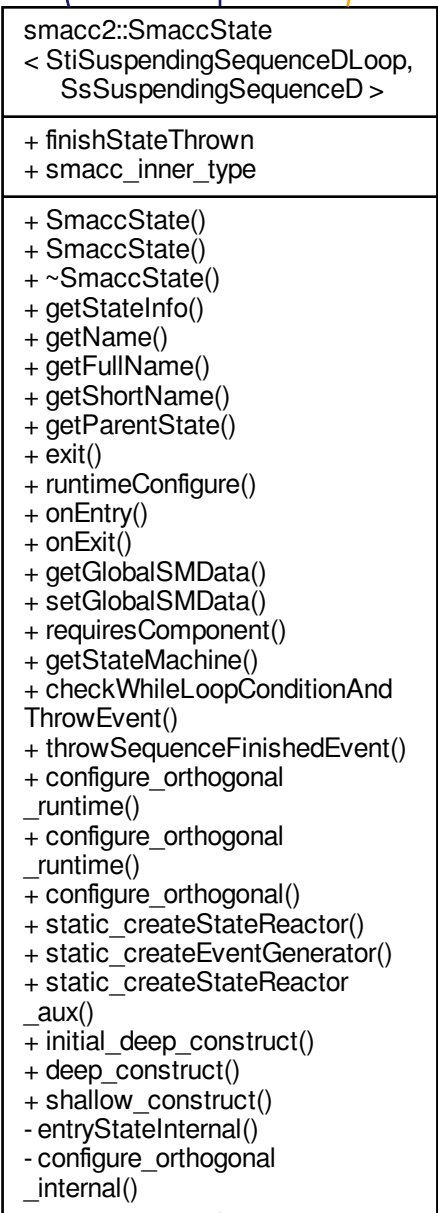 smacc2::SmaccState
< StiSuspendingSequenceDLoop,
SsSuspendingSequenceD >
+ finishStateThrown
+ smacc_inner_type
+ SmaccState()
+ SmaccState()
+ ~SmaccState()
+ getStateInfo()
+ getName()
+ getFullName()
+ getShortName()
+ getParentState()
+ exit()
+ runtimeConfigure()
+ onEntry()
+ onExit()
+ getGlobalSMData()
+ setGlobalSMData()
+ requiresComponent()
+ getStateMachine()
+ checkWhileLoopConditionAnd
ThrowEvent()
+ throwSequenceFinishedEvent()
+ configure_orthogonal
_runtime()
+ configure_orthogonal
_runtime()
+ configure_orthogonal()
+ static_createStateReactor()
+ static_createEventGenerator()
+ static_createStateReactor
_aux()
+ initial_deep_construct()
+ deep_construct()
+ shallow_construct()
- entryStateInternal()
- configure_orthogonal
_internal()